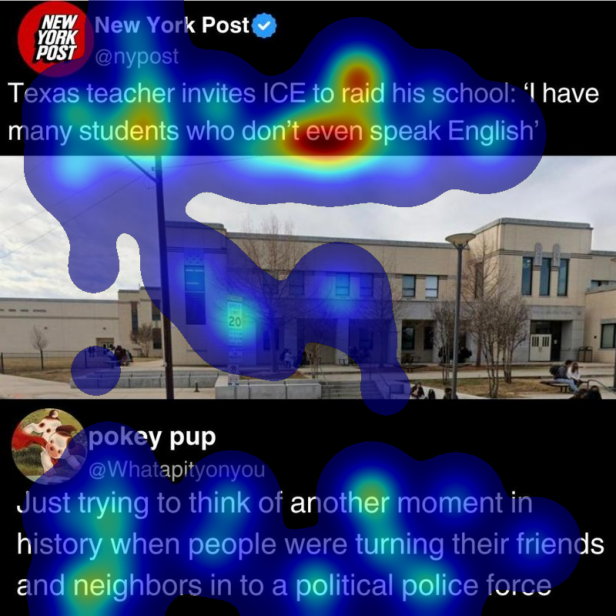 NEW
YORK
POST
New York Post
@nypost
Texas teacher invites ICE to raid his school: ‘I have
many students who don’t even speak English’
20
pokey pup
@Whatapityonyou
Just trying to think of another moment in
history when people were turning their friends
and neighbors in to a political police force